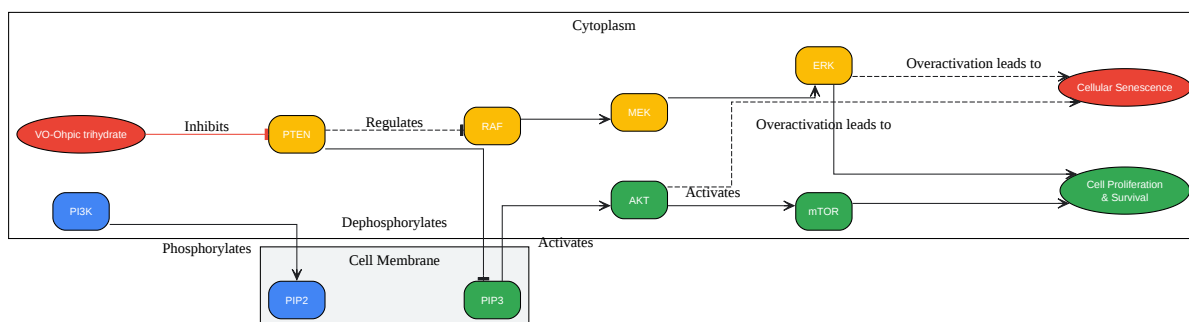 Cytoplasm
ERK
Overactivation leads to
Cellular Senescence
VO-Ohpic trihydrate
Inhibits
PTEN
Regulates
RAF
MEK
Overactivation leads to
PI3K
Dephosphorylates
AKT
Activates
mTOR
Cell Proliferation
& Survival
Phosphorylates
Activates
Cell Membrane
PIP2
PIP3